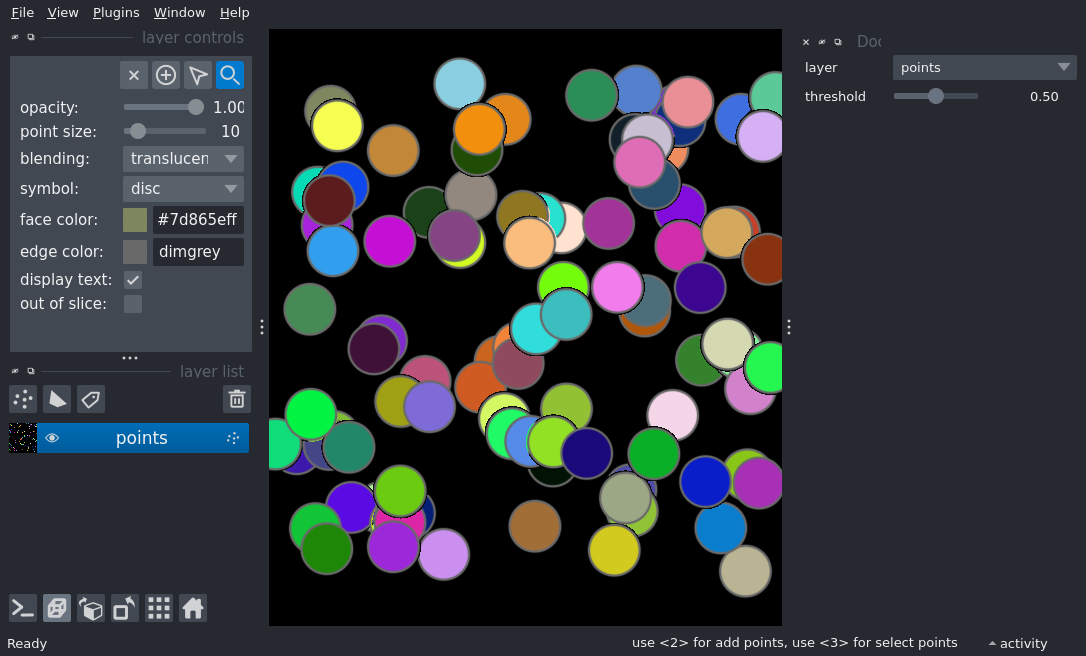 File View Plugins Window Help
layer controls
opacity: 1.00
point size: 10
blending: translucen
symbol: disc
face color: #7d865eff
edge color: dimgrey
display text:
out of slice:
layer list
points
Doc
layer points
threshold 0.50
Ready
use <2> for add points, use <3> for select points
activity